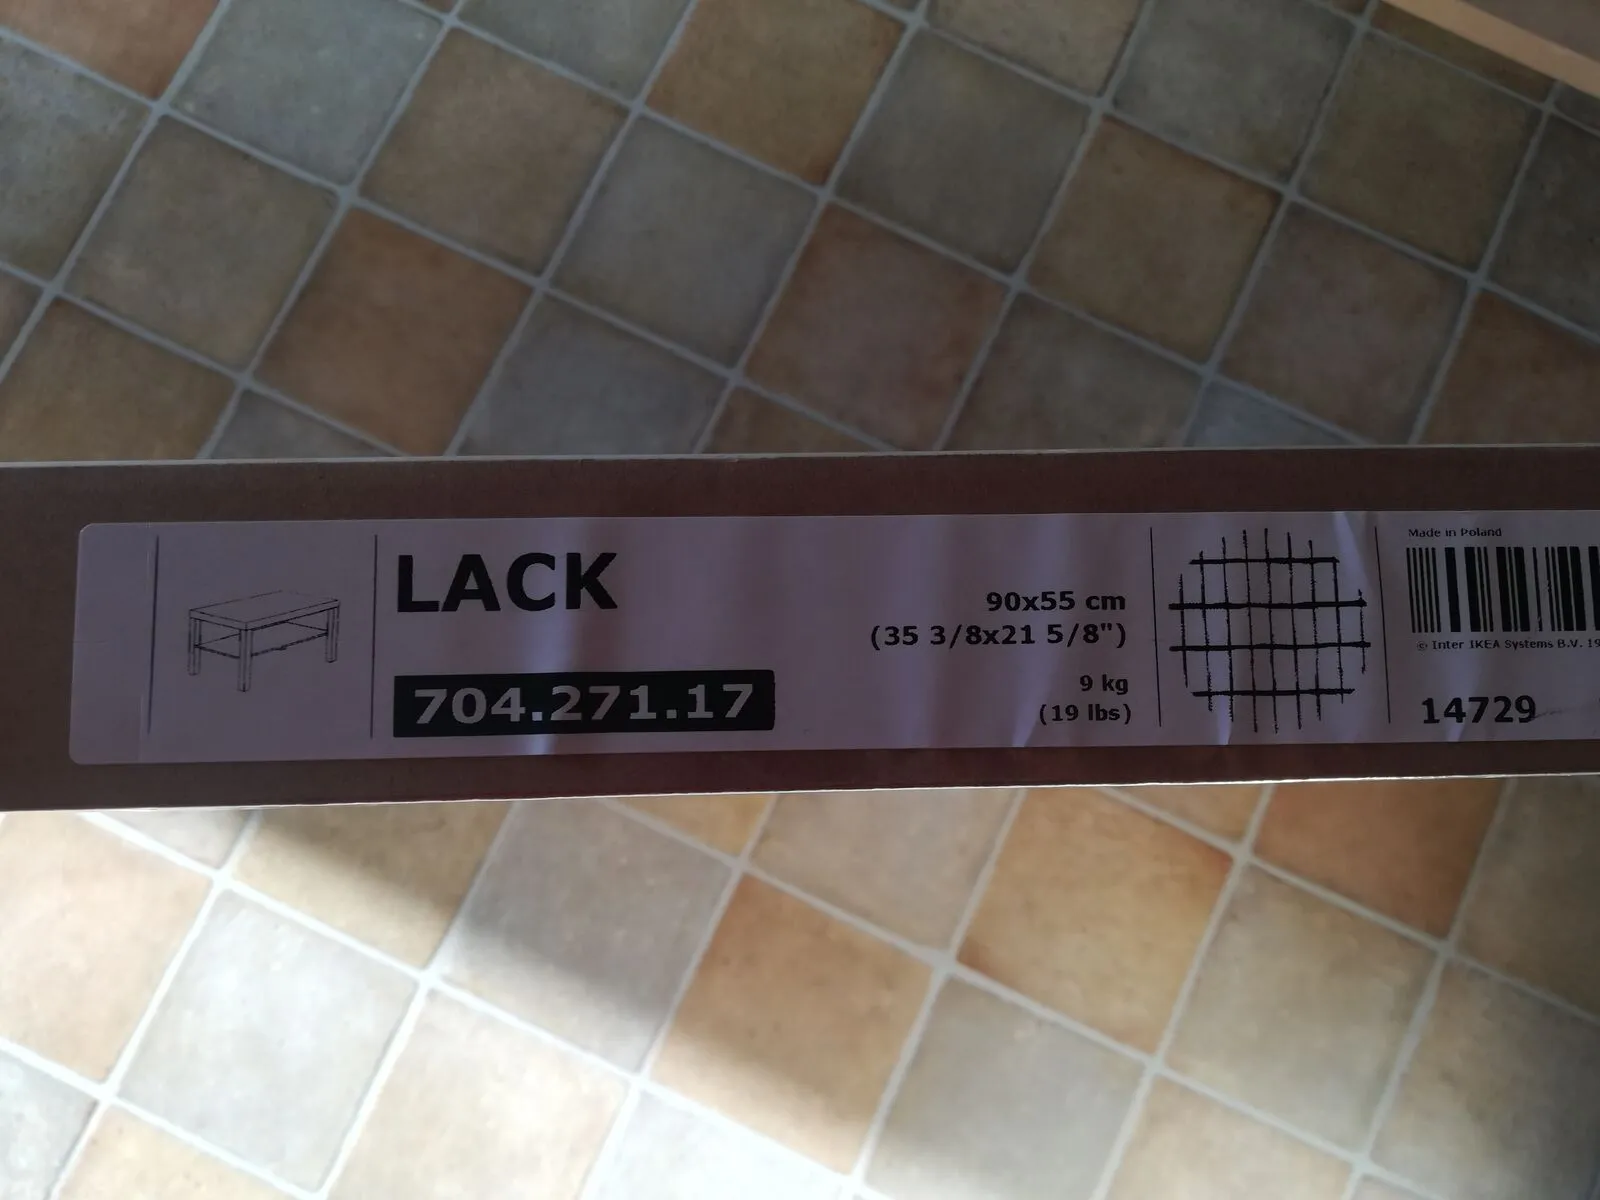 LACK
704.271.17
90x55 cm
(35 3/8x21 5/8")
9 kg
(19 lbs)
Made in Poland
© Inter IKEA Systems B.V. 19
14729